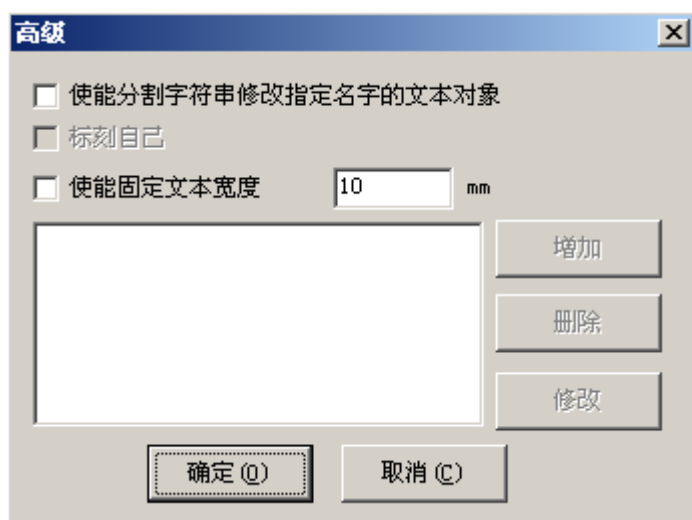 高级
使能分割字符串修改指定名字的文本对象
标刻自己
使能固定文本宽度 10 mm
增加
删除
修改
确定(O) 取消(C)